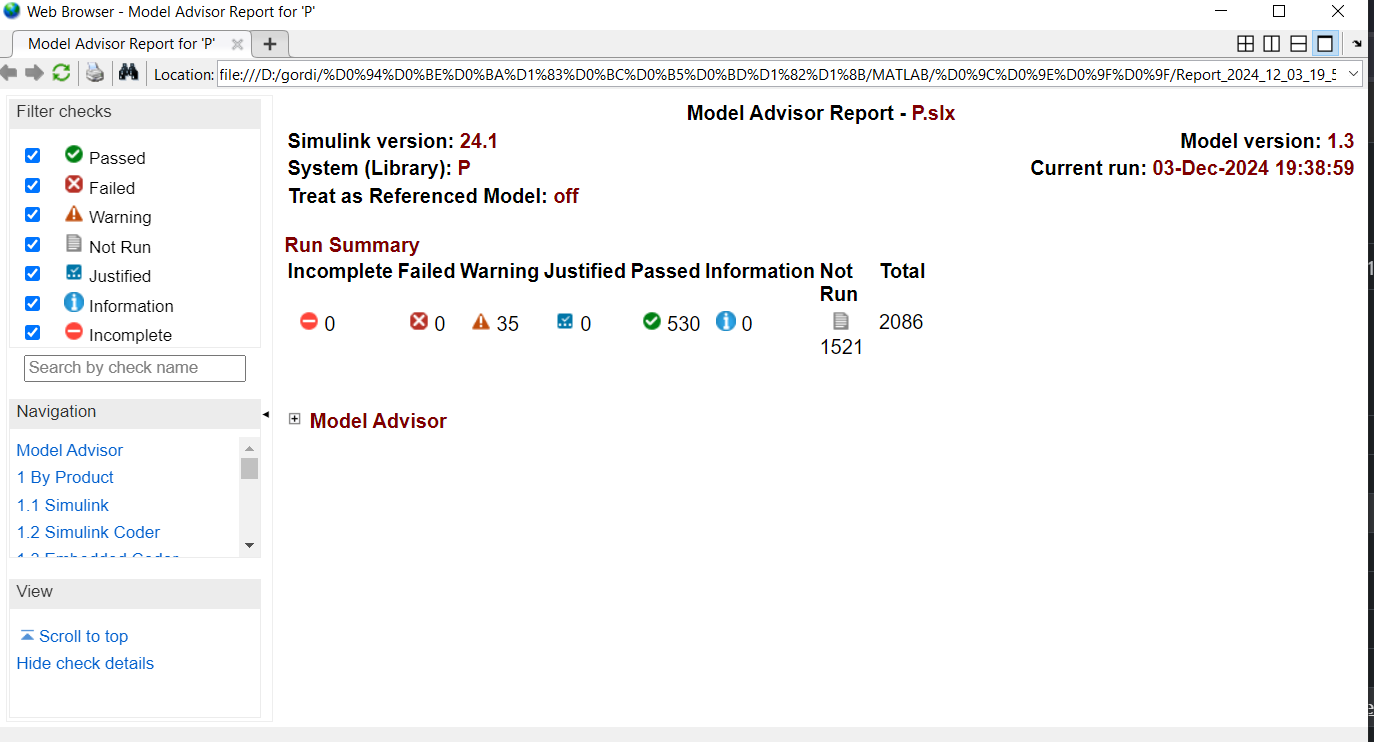 Web Browser - Model Advisor Report for 'P'
Model Advisor Report for 'P'
Location: file:///D:/gordi/%D0%94%D0%BE%D0%BA%D1%83%D0%BC%D0%B5%D0%BD%D1%82%D1%8B/MATLAB/%D0%9C%D0%9E%D0%9F%D0%9F/Report_2024_12_03_19_5
Filter checks
Passed
Failed
Warning
Not Run
Justified
Information
Incomplete
Search by check name
Navigation
Model Advisor
1 By Product
1.1 Simulink
1.2 Simulink Coder
1.3 Embedded Coder
View
Scroll to top
Hide check details
Model Advisor Report - P.slx
Simulink version: 24.1 Model version: 1.3
System (Library): P Current run: 03-Dec-2024 19:38:59
Treat as Referenced Model: off
Run Summary
Incomplete Failed Warning Justified Passed Information Not Run Total
0 0 35 0 530 0 1521 2086
Model Advisor